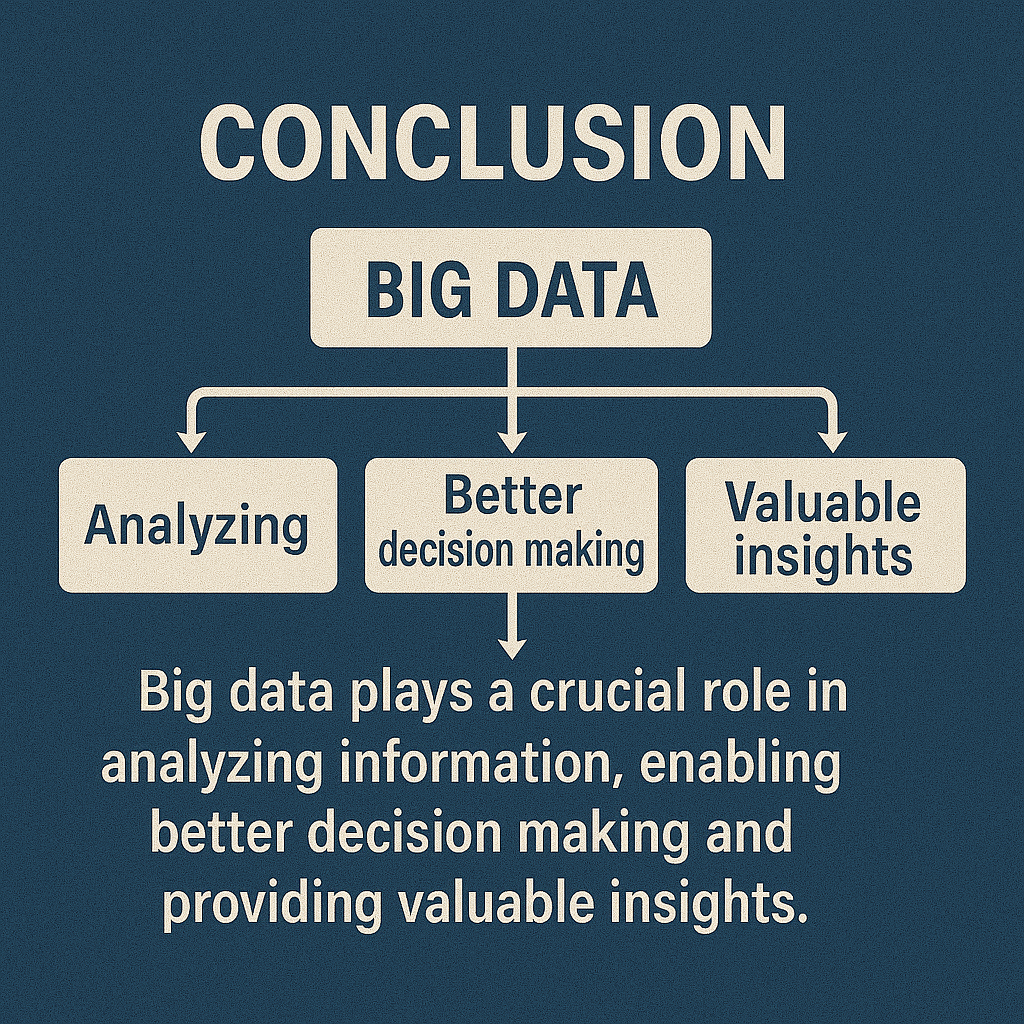 CONCLUSION
BIG DATA
Analyzing
Better
decision making
Valuable
insights
Big data plays a crucial role in
analyzing information, enabling
better decision making and
providing valuable insights.